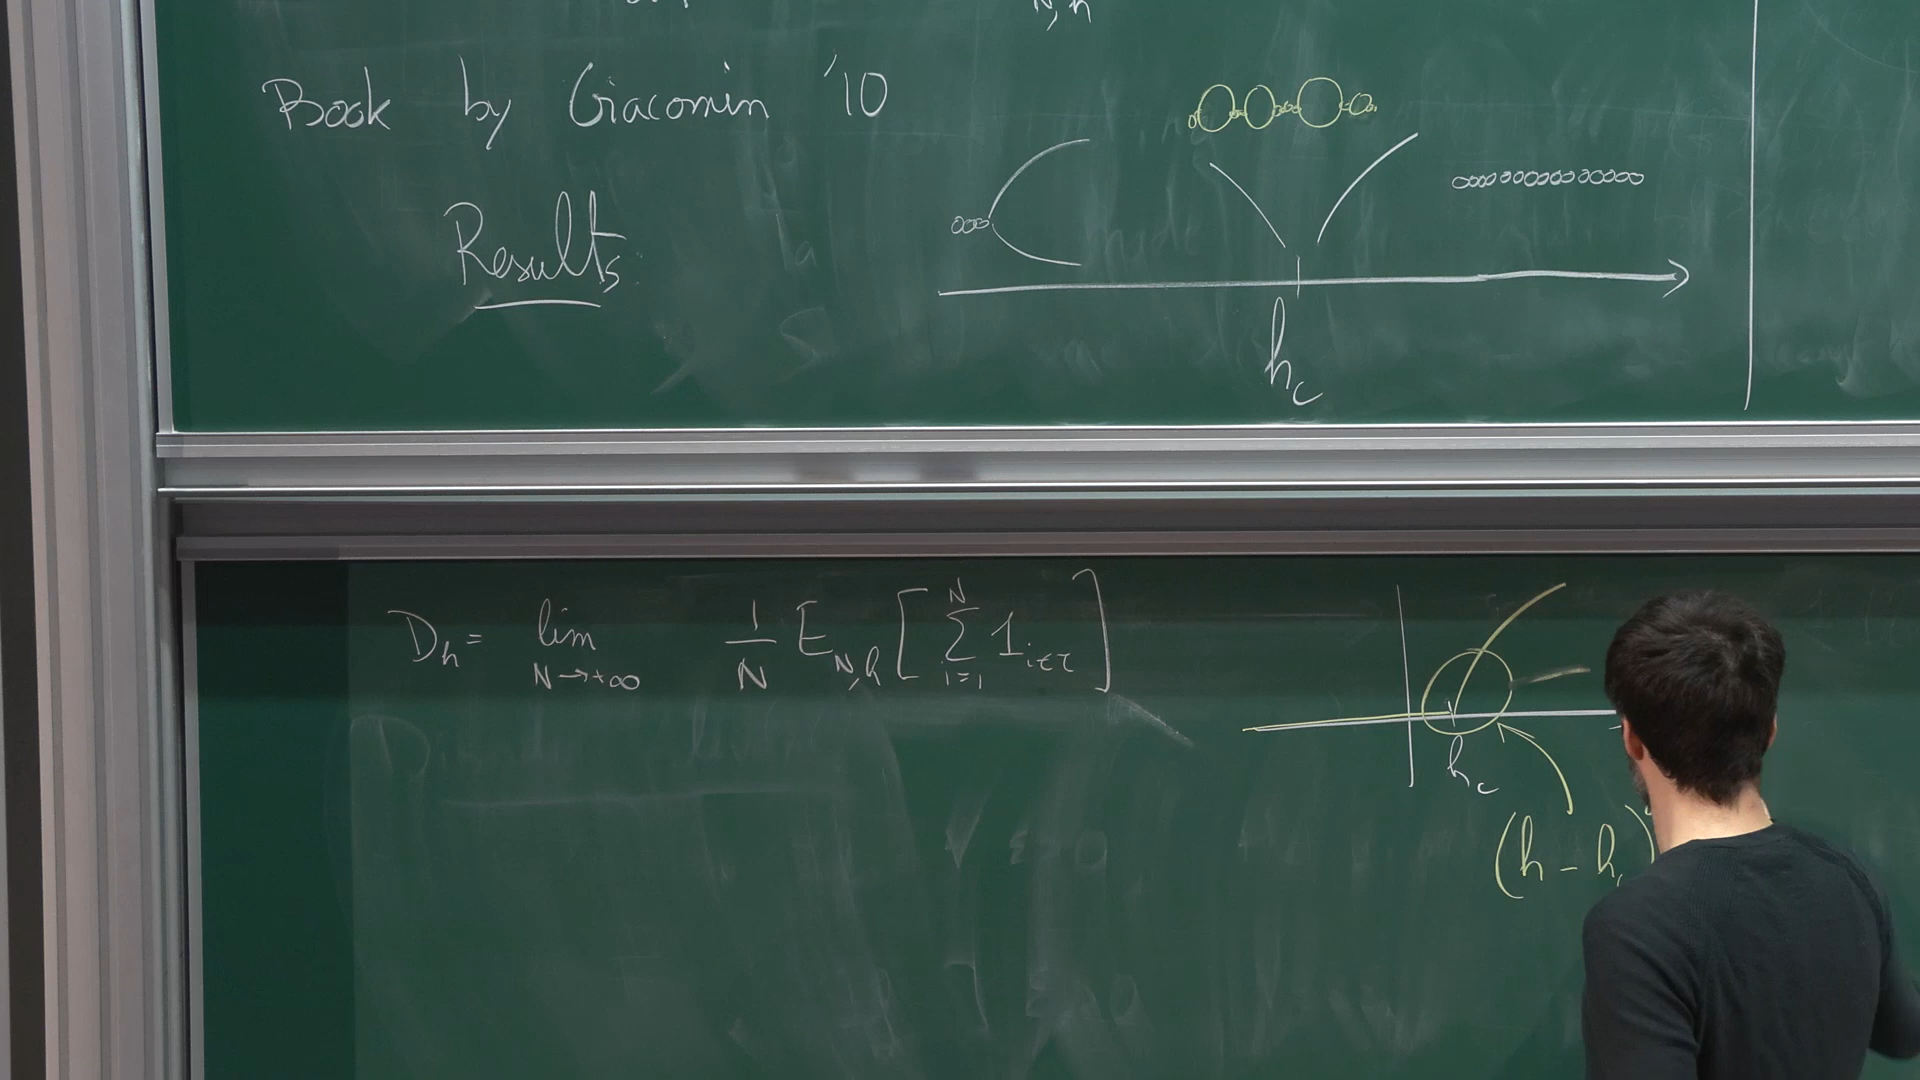 N,h
Book by Giacomin '10
Results:
h_c
D_h = lim_{N→+∞} 1/N E_{N,h} [ ∑_{i=1}^{N} 1_{i∈τ} ]
h_c
(h - h